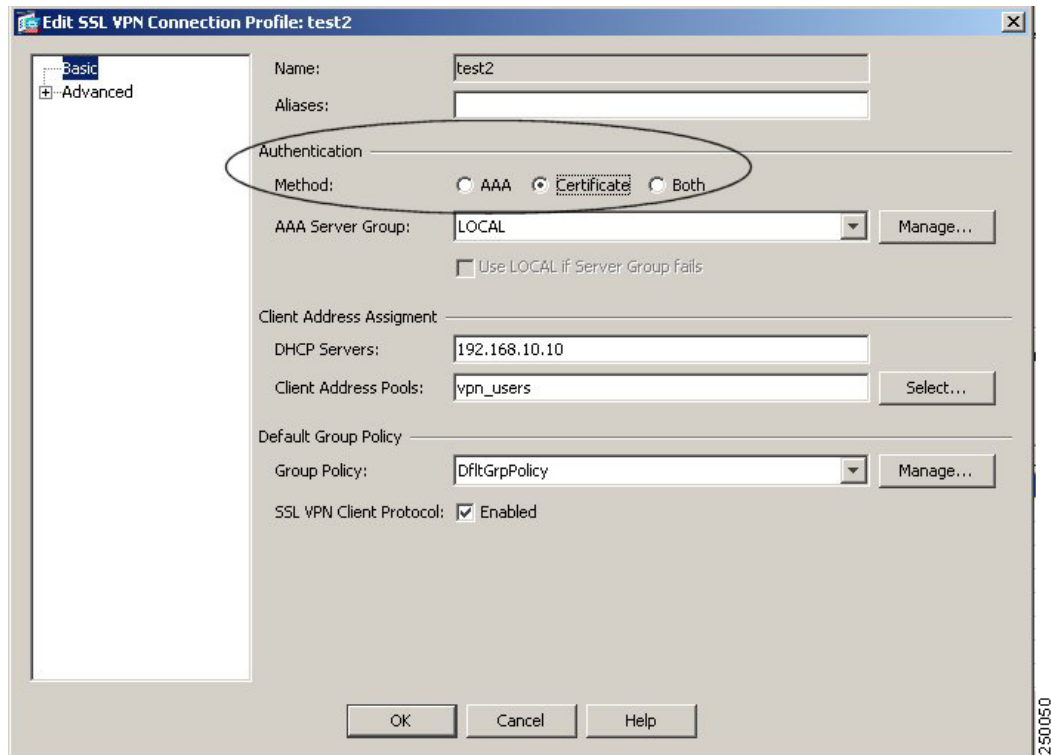 Edit SSL VPN Connection Profile: test2
Basic
Advanced
Name: test2
Aliases:
Authentication
Method: AAA Certificate Both
AAA Server Group: LOCAL Manage...
Use LOCAL if Server Group fails
Client Address Assigment
DHCP Servers: 192.168.10.10
Client Address Pools: vpn_users Select...
Default Group Policy
Group Policy: DfltGrpPolicy Manage...
SSL VPN Client Protocol: Enabled
OK Cancel Help
250050